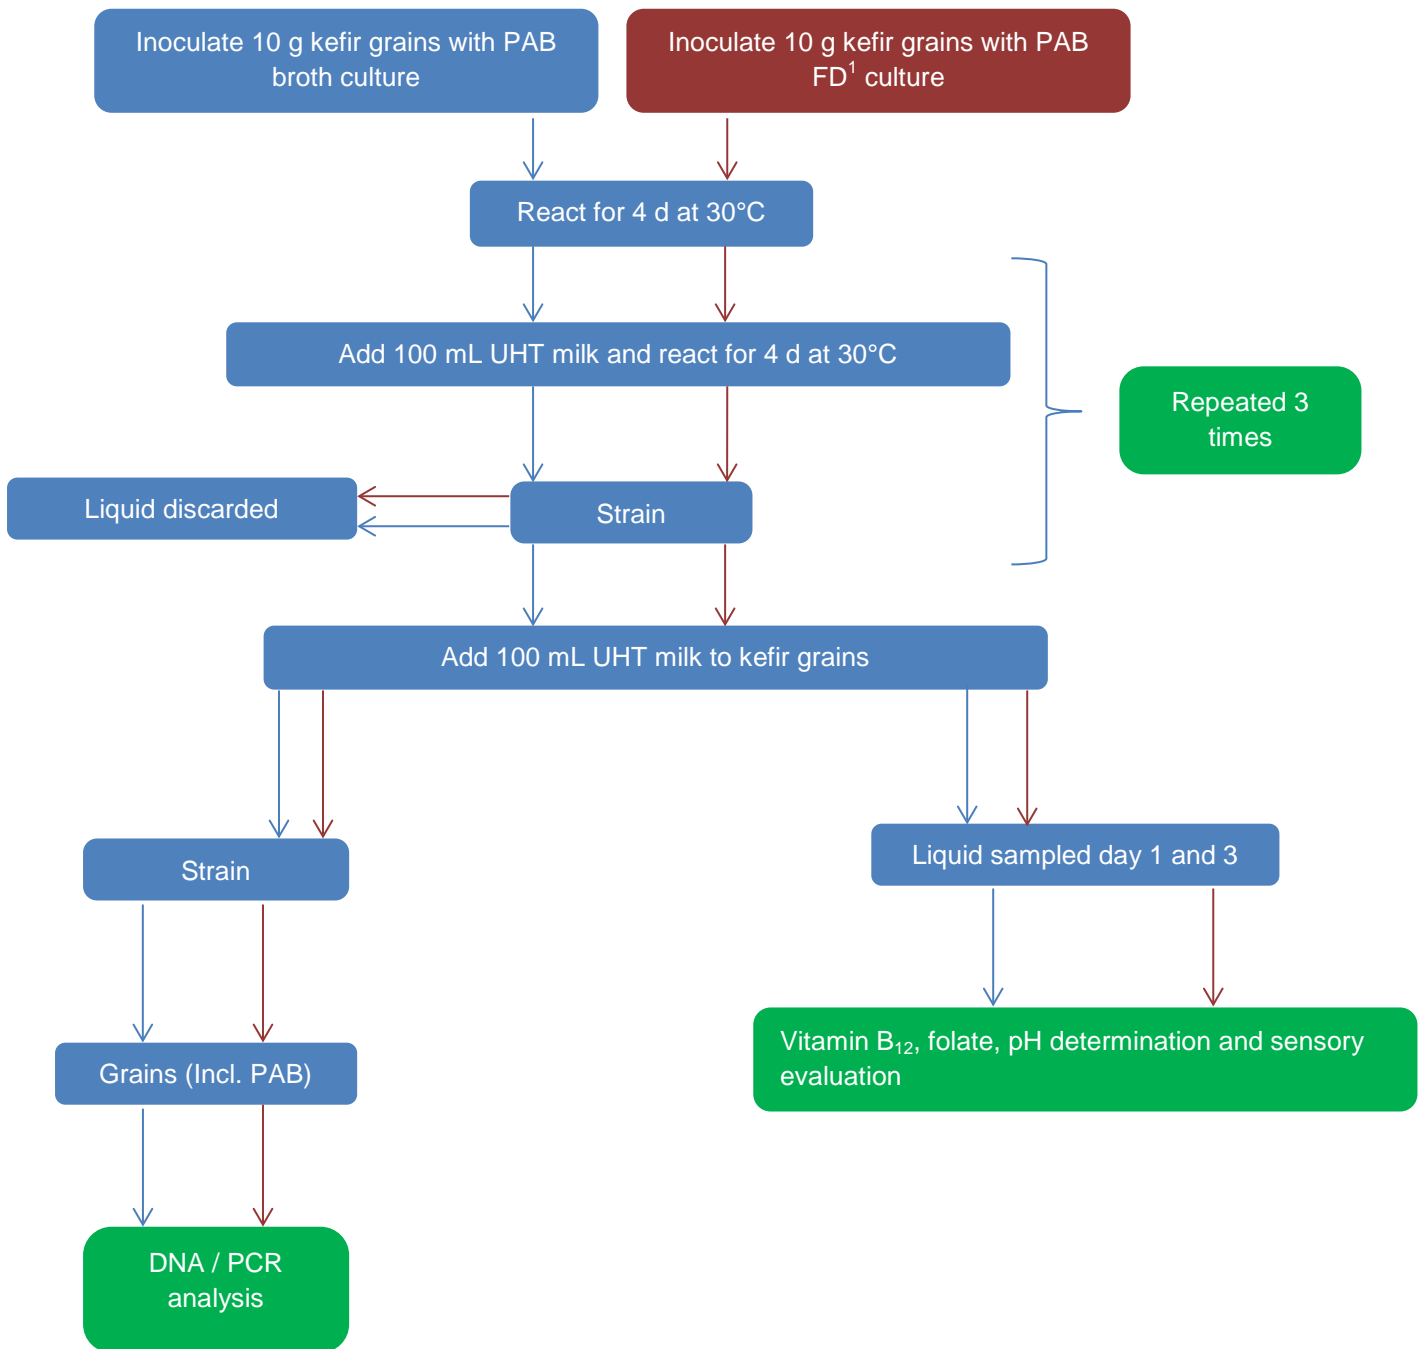 Inoculate 10 g kefir grains with PAB
broth culture
Inoculate 10 g kefir grains with PAB
FD¹ culture
React for 4 d at 30°C
Add 100 mL UHT milk and react for 4 d at 30°C
Repeated 3
times
Liquid discarded
Strain
Add 100 mL UHT milk to kefir grains
Strain
Liquid sampled day 1 and 3
Grains (Incl. PAB)
Vitamin B₁₂, folate, pH determination and sensory
evaluation
DNA / PCR
analysis